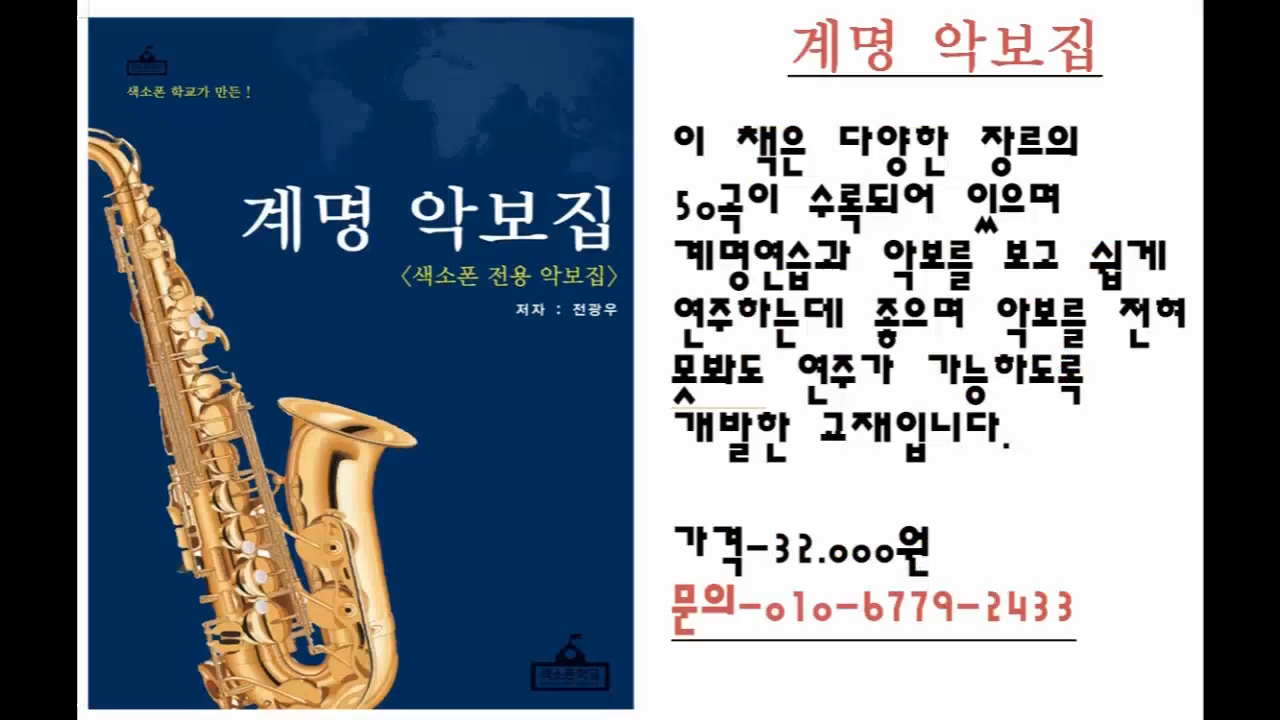 색소폰 학교가 만든 !
계명 악보집
<색소폰 전용 악보집>
저자 : 전광우
색소폰학교
계명 악보집
이 책은 다양한 장르의
50곡이 수록되어 있으며
계명연습과 악보를 보고 쉽게
연주하는데 좋으며 악보를 전혀
못봐도 연주가 가능하도록
개발한 교재입니다.
가격-32.000원
문의-010-6779-2433